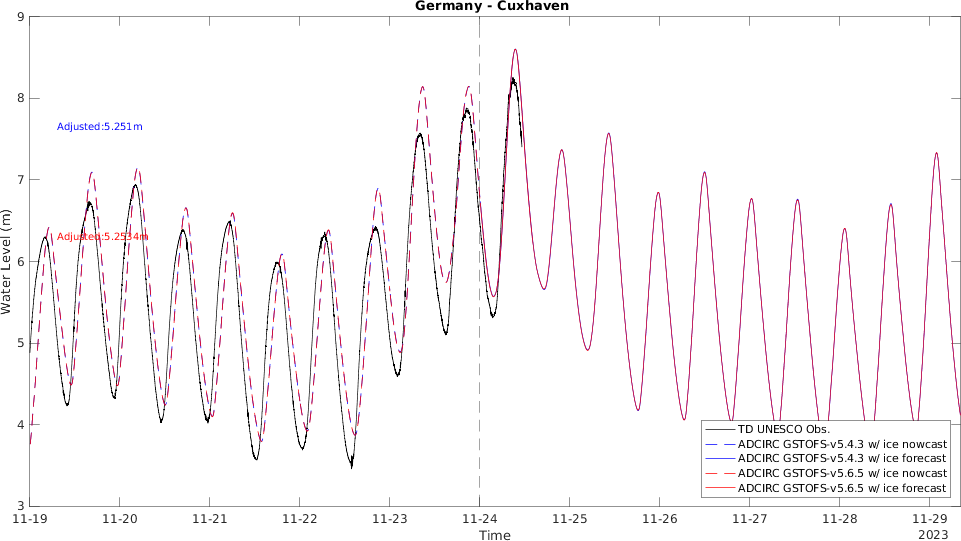 Germany - Cuxhaven
9
8
7
6
5
4
3
Water Level (m)
Adjusted:5.251m
Adjusted:5.2534m
TD UNESCO Obs.
ADCIRC GSTOFS-v5.4.3 w/ ice nowcast
ADCIRC GSTOFS-v5.4.3 w/ ice forecast
ADCIRC GSTOFS-v5.6.5 w/ ice nowcast
ADCIRC GSTOFS-v5.6.5 w/ ice forecast
11-19 11-20 11-21 11-22 11-23 11-24 11-25 11-26 11-27 11-28 11-29
Time 2023